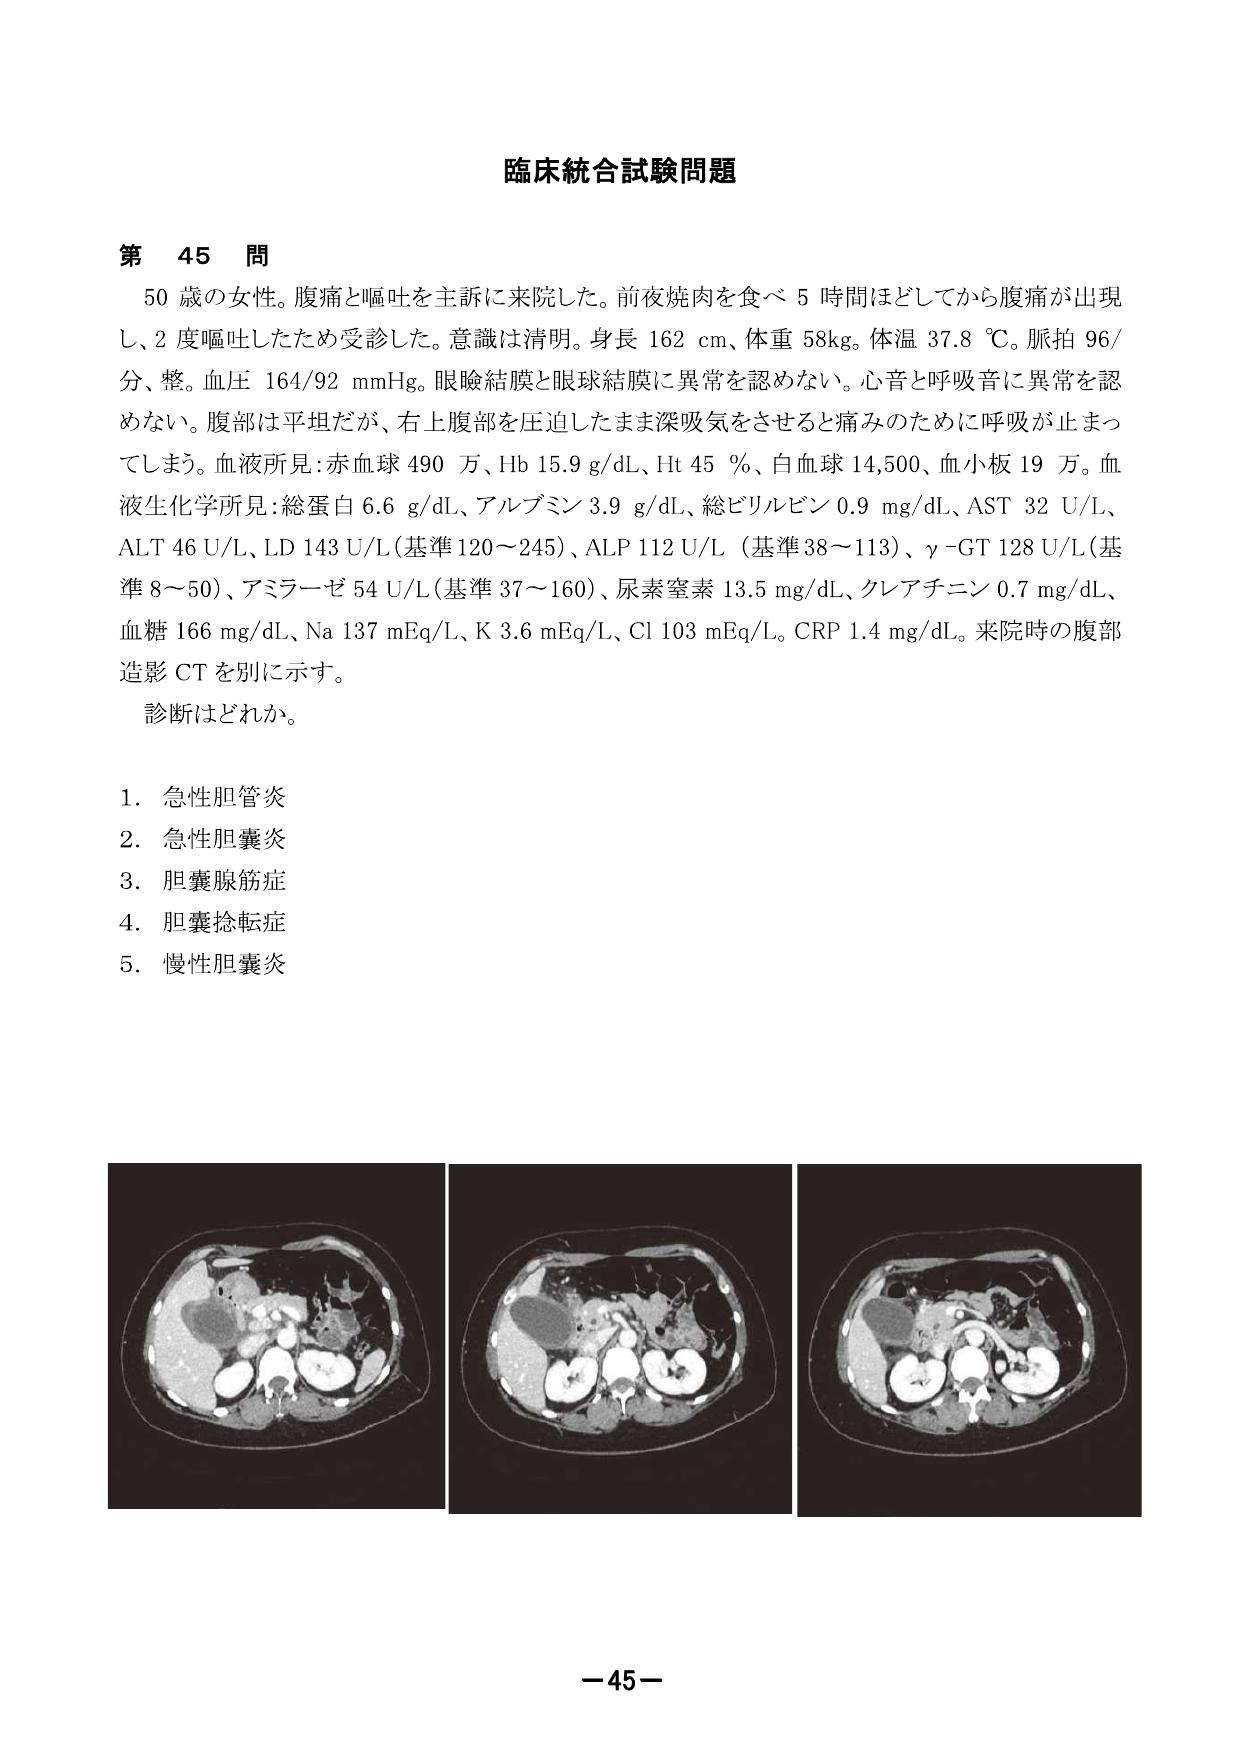 臨床統合試験問題
第 45 問
50 歳の女性。腹痛と嘔吐を主訴に来院した。前夜焼肉を食べ 5 時間ほどしてから腹痛が出現
し、2 度嘔吐したため受診した。意識は清明。身長 162 cm、体重 58kg。体温 37.8 ℃。脈拍 96/
分、整。血圧 164/92 mmHg。眼瞼結膜と眼球結膜に異常を認めない。心音と呼吸音に異常を認
めない。腹部は平坦だが、右上腹部を圧迫したまま深吸気をさせると痛みのために呼吸が止まっ
てしまう。血液所見：赤血球 490 万、Hb 15.9 g/dL、Ht 45 %、白血球 14,500、血小板 19 万。血
液生化学所見：総蛋白 6.6 g/dL、アルブミン 3.9 g/dL、総ビリルビン 0.9 mg/dL、AST 32 U/L、
ALT 46 U/L、LD 143 U/L（基準 120～245）、ALP 112 U/L （基準 38～113）、γ-GT 128 U/L（基
準 8～50）、アミラーゼ 54 U/L（基準 37～160）、尿素窒素 13.5 mg/dL、クレアチニン 0.7 mg/dL、
血糖 166 mg/dL、Na 137 mEq/L、K 3.6 mEq/L、Cl 103 mEq/L。CRP 1.4 mg/dL。来院時の腹部
造影 CT を別に示す。
診断はどれか。
1. 急性胆管炎
2. 急性胆嚢炎
3. 胆嚢腺筋症
4. 胆嚢捻転症
5. 慢性胆嚢炎
－45－